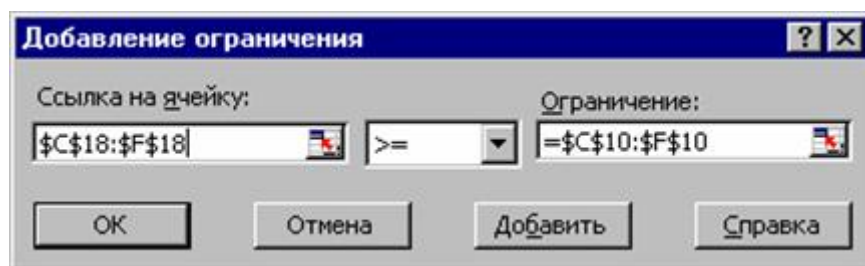 Добавление ограничения
Ссылка на ячейку:
Ограничение:
$C$18:$F$18
>=
=$C$10:$F$10
OK
Отмена
Добавить
Справка